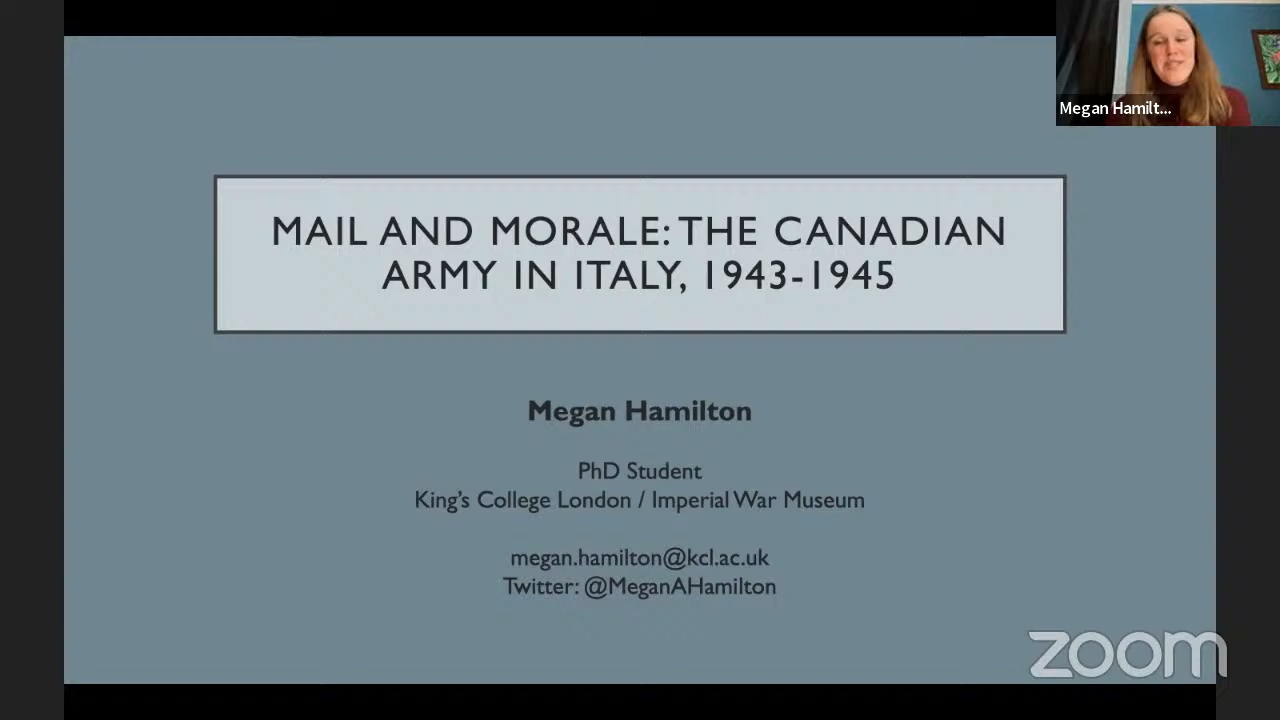 Megan Hamilt...
MAIL AND MORALE: THE CANADIAN
ARMY IN ITALY, 1943-1945
Megan Hamilton
PhD Student
King's College London / Imperial War Museum
megan.hamilton@kcl.ac.uk
Twitter: @MeganAHamilton
zoom